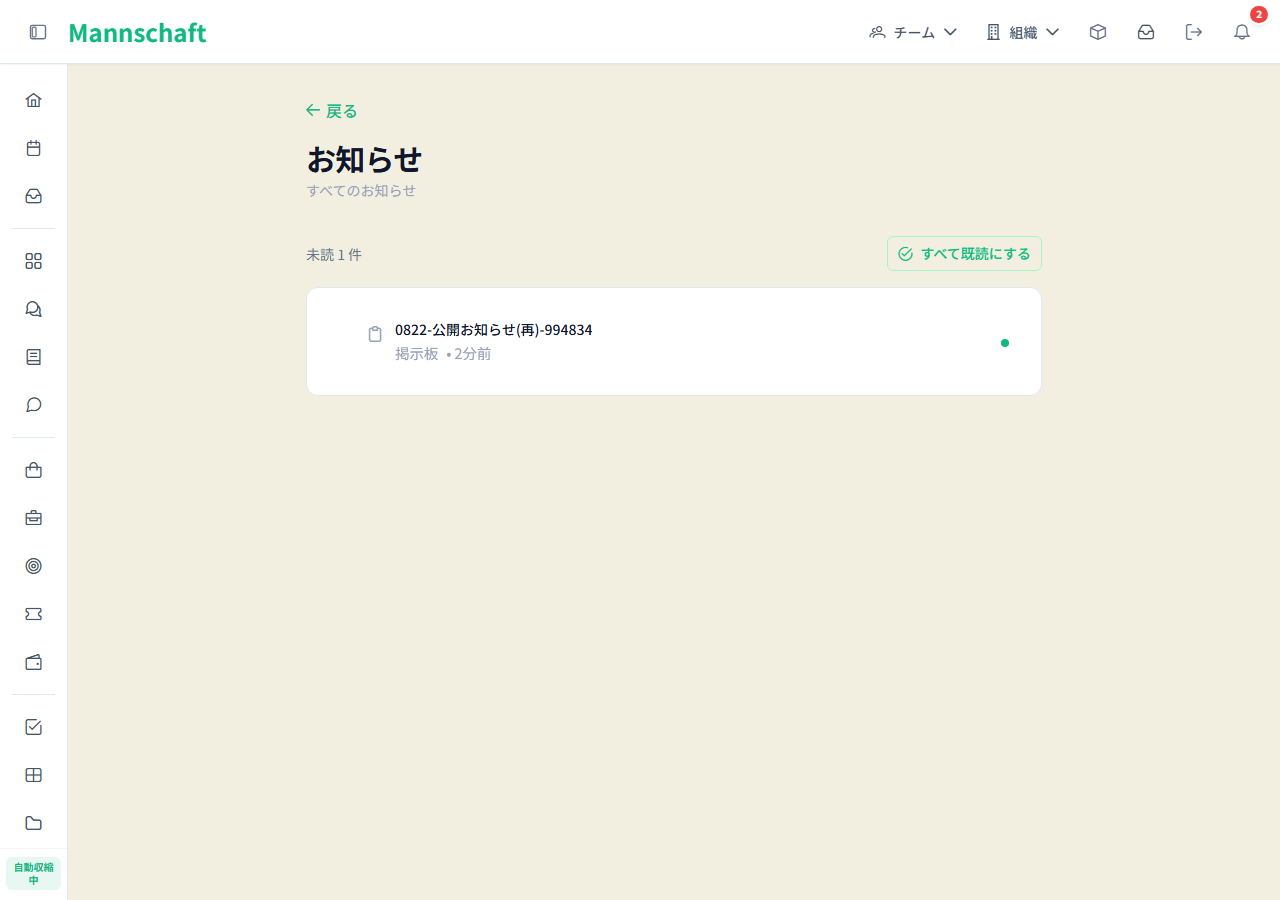 Mannschaft
チーム
組織
2
戻る
お知らせ
すべてのお知らせ
未読 1 件
すべて既読にする
0822-公開お知らせ(再)-994834
掲示板 • 2分前
自動収縮
中